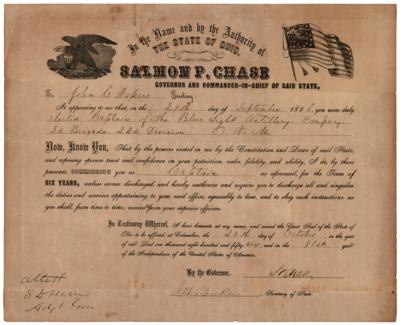 In the Name and by the Authority of
THE STATE OF OHIO,
SALMON P. CHASE
GOVERNOR AND COMMANDER-IN-CHIEF OF SAID STATE,
To John C Greeting
It appearing to me that, on the 27th day of September 1856, you were duly
elected Captain of the Blue Light Artillery Company
3d Brigade 22d Division O. V. M.
Now, Know You, That by the powers vested in me by the Constitution and Laws of said State,
and reposing special trust and confidence in your patriotism, valor, fidelity, and ability, I do, by these
presents, COMMISSION you as Captain as aforesaid, for the Term of
SIX YEARS, unless sooner discharged, and hereby authorize and require you to discharge all and singular
the duties and services appertaining to your said office, agreeably to law, and to obey such instructions as
you shall, from time to time, receive from your superior officers.
In Testimony Whereof, I have hereunto set my name, and caused the Great Seal of the State of
Ohio to be affixed, at Columbus, the 28th day of October in the year
of our Lord one thousand eight hundred and fifty six and in the 81st year
of the Independence of the United States of America.
By the Governor,
S P Chase
Secretary of State.
Attest
Adjt Gen